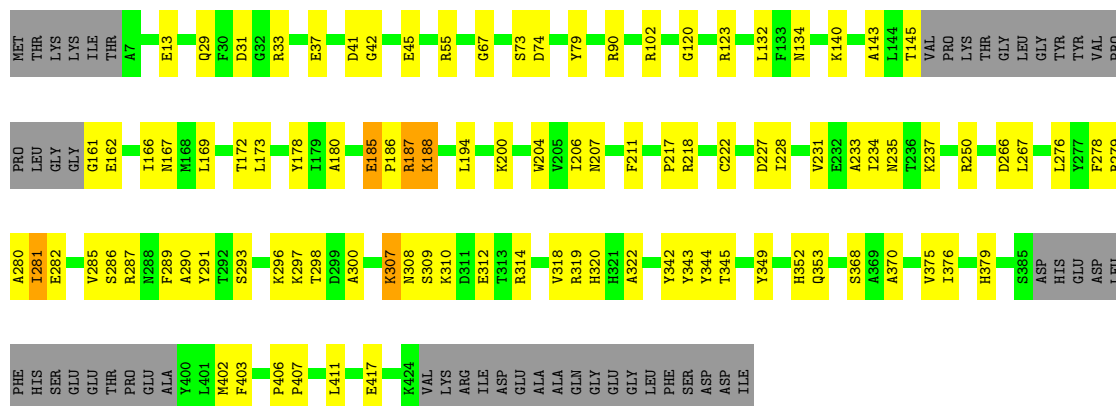 MET THR LYS LYS ILE THR A7 E13 Q29 F30 D31 G32 R33 E37 D41 G42 E45 R55 G67 S73 D74 Y79 R90 R102 G120 R123 L132 F133 N134 K140 A143 L144 T145 VAL PRO LYS THR GLY LEU GLY TYR TYR VAL PRO
PRO LEU GLY GLY G161 E162 I166 N167 M168 L169 T172 L173 Y178 I179 A180 E185 P186 R187 K188 L194 K200 W204 V205 I206 N207 F211 P217 R218 C222 D227 I228 V231 E232 A233 I234 N235 T236 K237 R250 D266 L267 L276 Y277 F278 P279
A280 I281 E282 V285 S286 R287 N288 F289 A290 Y291 T292 S293 K296 K297 T298 D299 A300 K307 N308 S309 K310 D311 E312 T313 R314 V318 R319 H320 H321 A322 Y342 Y343 Y344 T345 Y349 H352 Q353 S368 A369 A370 V375 I376 H379 S385 ASP HIS GLU ASP LEU
PHE HIS SER GLU GLU THR PRO GLU ALA Y400 L401 M402 F403 P406 P407 L411 E417 K424 VAL LYS ARG ILE ASP GLU ALA ALA GLN GLY GLU GLY LEU PHE SER ASP ASP ILE